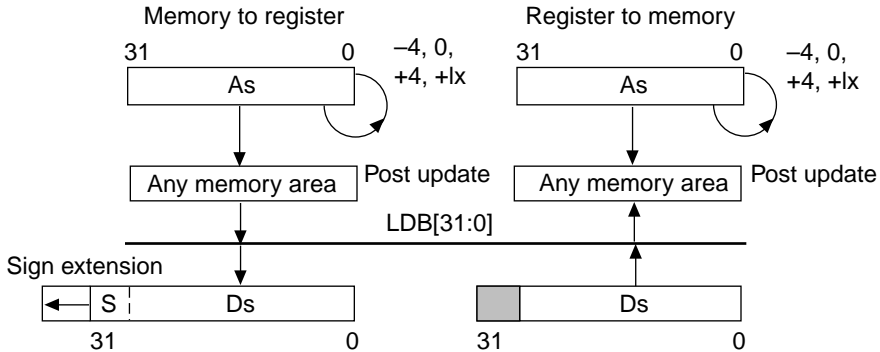 Memory to register
Register to memory
31 0 –4, 0,
+4, +Ix
As
31 0 –4, 0,
+4, +Ix
As
Any memory area Post update
Any memory area Post update
LDB[31:0]
Sign extension
S Ds
31 0
Ds
31 0